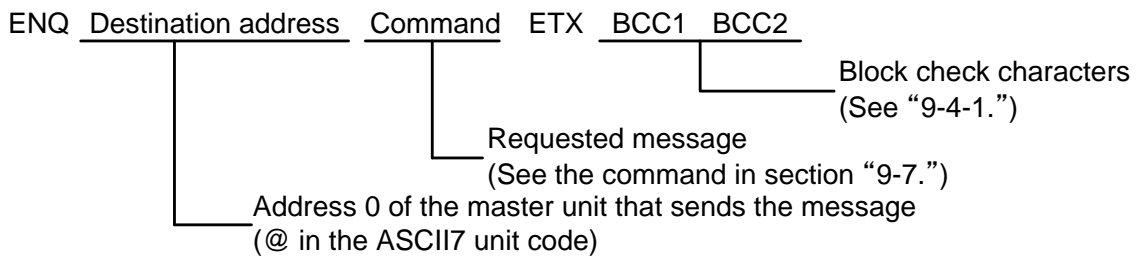 ENQ Destination address Command ETX BCC1 BCC2
Block check characters
(See “9-4-1.”)
Requested message
(See the command in section “9-7.”)
Address 0 of the master unit that sends the message
(@ in the ASCII7 unit code)